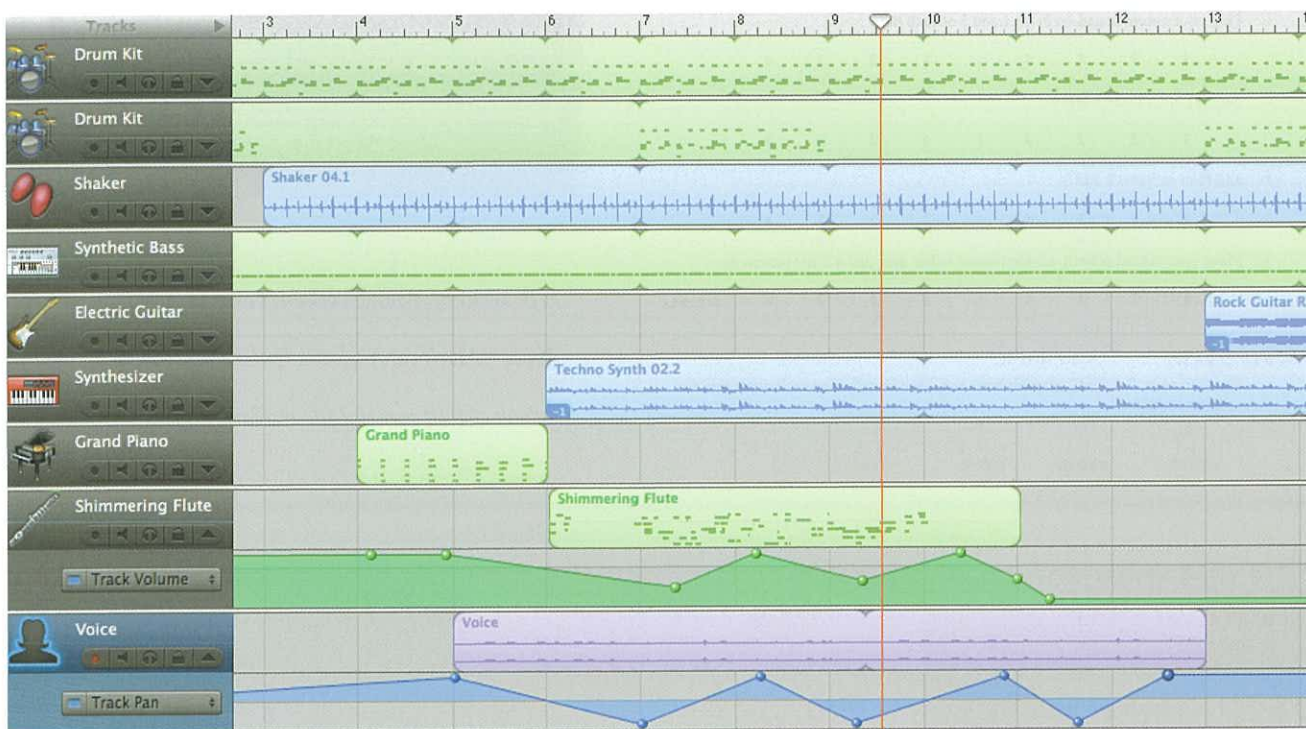 Tracks 3 4 5 6 7 8 9 10 11 12 13
Drum Kit
Drum Kit
Shaker
Shaker 04.1
Synthetic Bass
Electric Guitar
Rock Guitar R
-1
Synthesizer
Techno Synth 02.2
-1
Grand Piano
Grand Piano
Shimmering Flute
Shimmering Flute
Track Volume
Voice
Voice
Track Pan